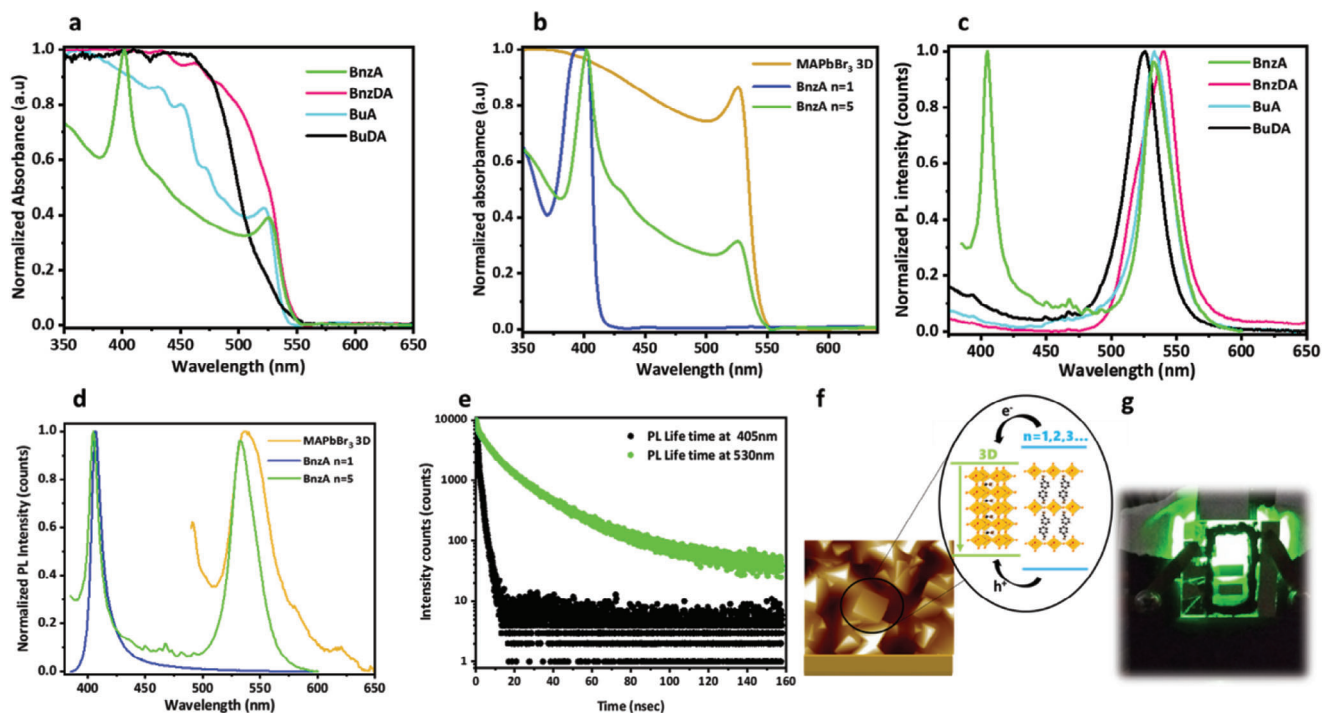 a
Normalized Absorbance (a.u)
1.0
0.8
0.6
0.4
0.2
0.0
BnzA
BnzDA
BuA
BuDA
350 400 450 500 550 600 650
Wavelength (nm)
b
Normalized absorbance (a.u)
1.0
0.8
0.6
0.4
0.2
0.0
MAPbBr₃ 3D
BnzA n=1
BnzA n=5
350 400 450 500 550 600
Wavelength (nm)
c
Normalized PL intensity (counts)
1.0
0.8
0.6
0.4
0.2
0.0
BnzA
BnzDA
BuA
BuDA
400 450 500 550 600 650
Wavelength (nm)
d
Normalized PL Intensity (counts)
1.0
0.8
0.6
0.4
0.2
0.0
MAPbBr₃ 3D
BnzA n=1
BnzA n=5
400 450 500 550 600 650
Wavelength (nm)
e
Intensity counts (counts)
10000
1000
100
10
1
PL Life time at 405nm
PL Life time at 530nm
0 20 40 60 80 100 120 140 160
Time (nsec)
f
e⁻
n=1,2,3...
3D
h⁺
g